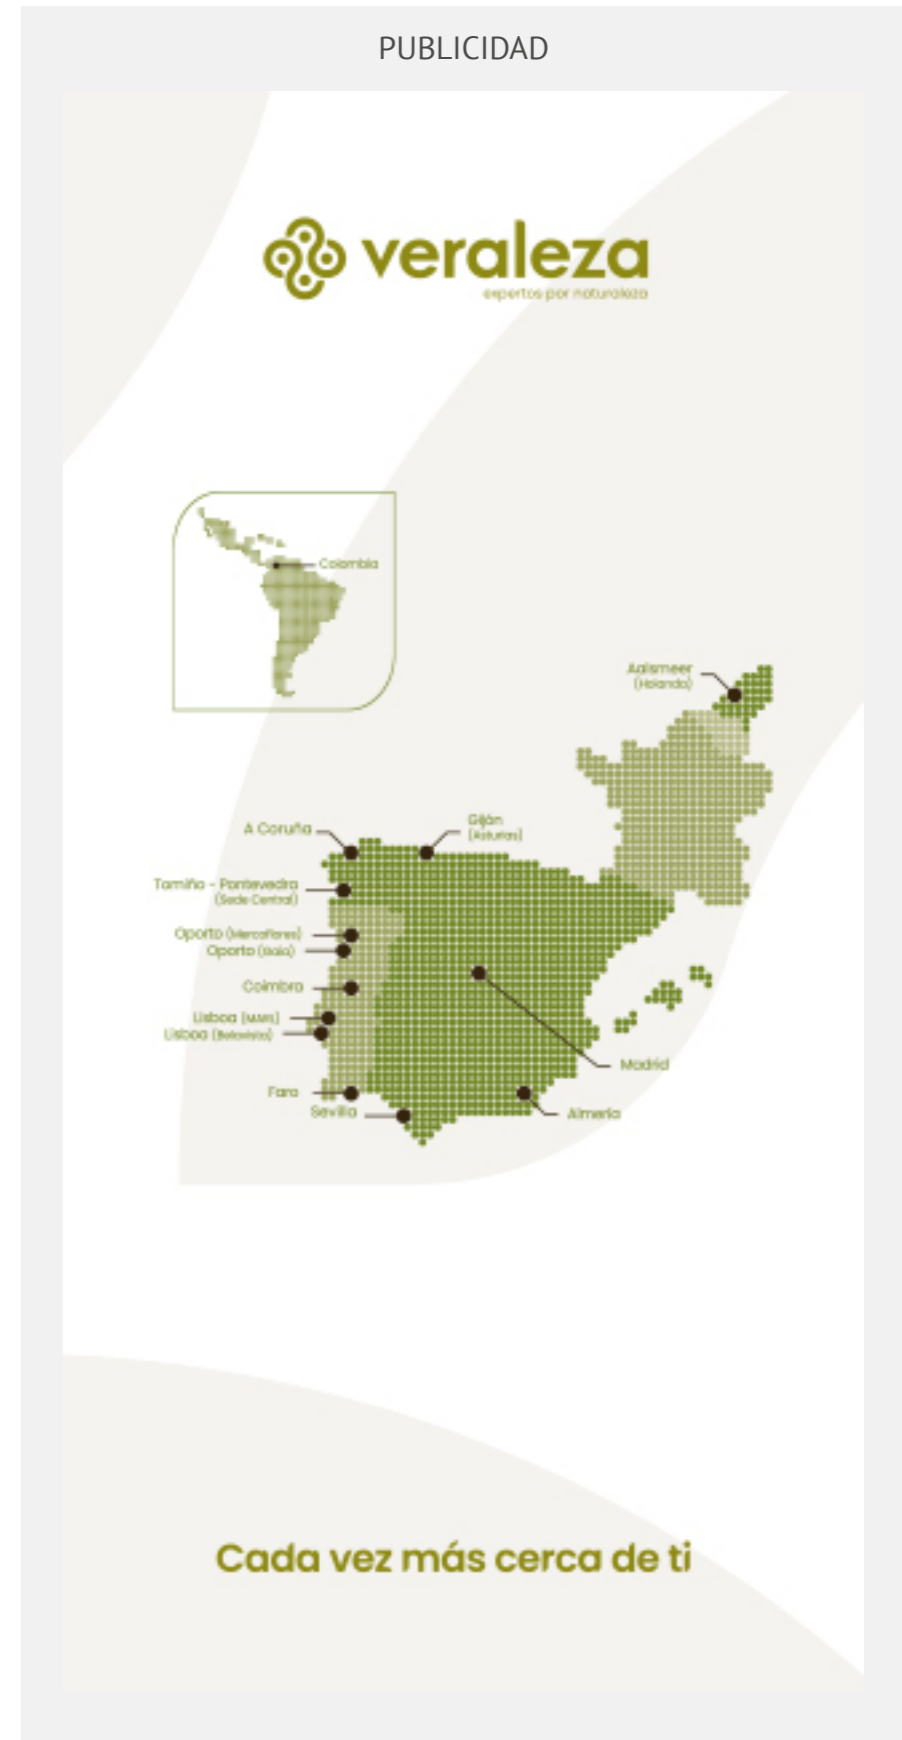 PUBLICIDAD
veraleza
expertos por naturaleza
Colombia
Aalsmeer
(Holanda)
A Coruña
Gijón
(Asturias)
Tomiño - Pontevedra
(Sede Central)
Oporto (Mercoflores)
Oporto (Maia)
Coimbra
Lisboa (MARL)
Lisboa (Belavista)
Madrid
Faro
Sevilla
Almería
Cada vez más cerca de ti